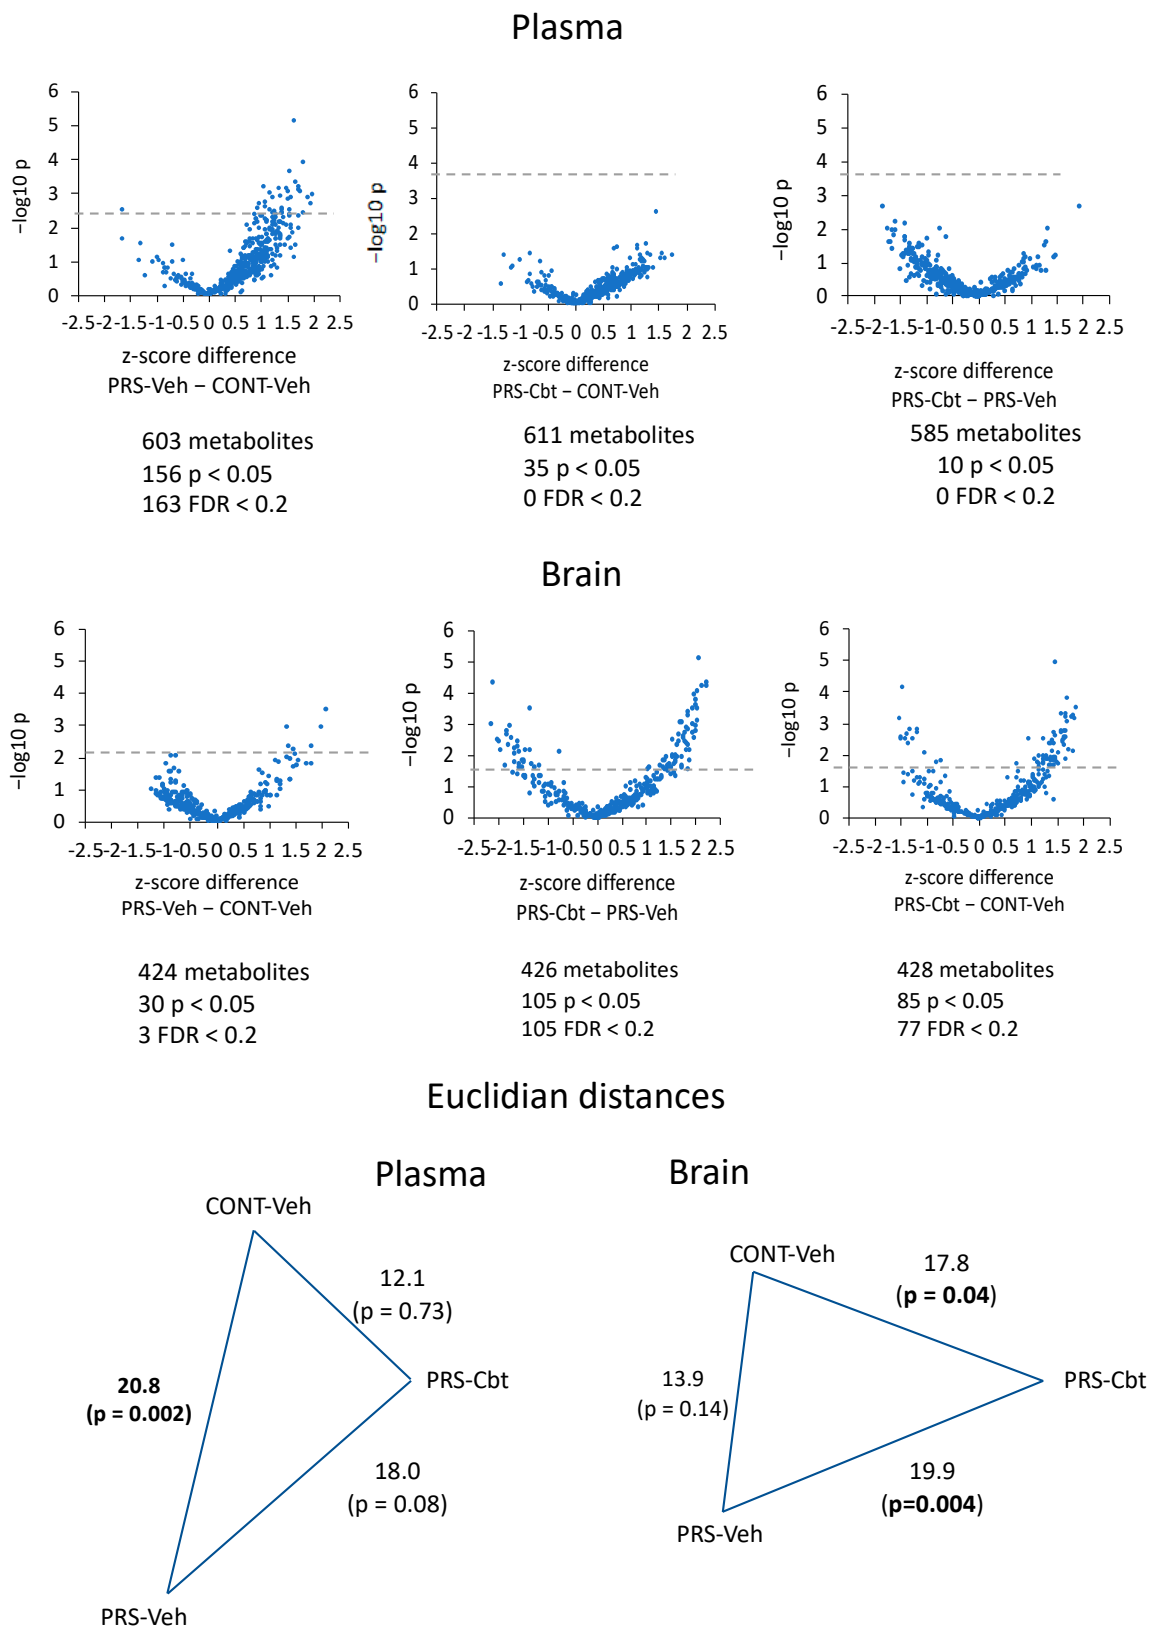 Plasma
6
5
4
3
2
1
0
−log10 p
-2.5-2-1.5-1-0.5 0 0.5 1 1.5 2 2.5
z-score difference
PRS-Veh − CONT-Veh
603 metabolites
156 p < 0.05
163 FDR < 0.2
6
5
4
3
2
1
0
−log10 p
-2.5 -2 -1.5 -1 -0.5 0 0.5 1 1.5 2 2.5
z-score difference
PRS-Cbt − CONT-Veh
611 metabolites
35 p < 0.05
0 FDR < 0.2
6
5
4
3
2
1
0
−log10 p
-2.5 -2 -1.5 -1 -0.5 0 0.5 1 1.5 2 2.5
z-score difference
PRS-Cbt − PRS-Veh
585 metabolites
10 p < 0.05
0 FDR < 0.2
Brain
6
5
4
3
2
1
0
−log10 p
-2.5-2-1.5-1-0.5 0 0.5 1 1.5 2 2.5
z-score difference
PRS-Veh − CONT-Veh
424 metabolites
30 p < 0.05
3 FDR < 0.2
6
5
4
3
2
1
0
−log10 p
-2.5-2-1.5-1-0.5 0 0.5 1 1.5 2 2.5
z-score difference
PRS-Cbt − PRS-Veh
426 metabolites
105 p < 0.05
105 FDR < 0.2
6
5
4
3
2
1
0
−log10 p
-2.5-2-1.5-1-0.5 0 0.5 1 1.5 2 2.5
z-score difference
PRS-Cbt − CONT-Veh
428 metabolites
85 p < 0.05
77 FDR < 0.2
Euclidian distances
Plasma
CONT-Veh
12.1
(p = 0.73)
PRS-Cbt
20.8
(p = 0.002)
18.0
(p = 0.08)
PRS-Veh
Brain
CONT-Veh
17.8
(p = 0.04)
PRS-Cbt
13.9
(p = 0.14)
19.9
(p=0.004)
PRS-Veh